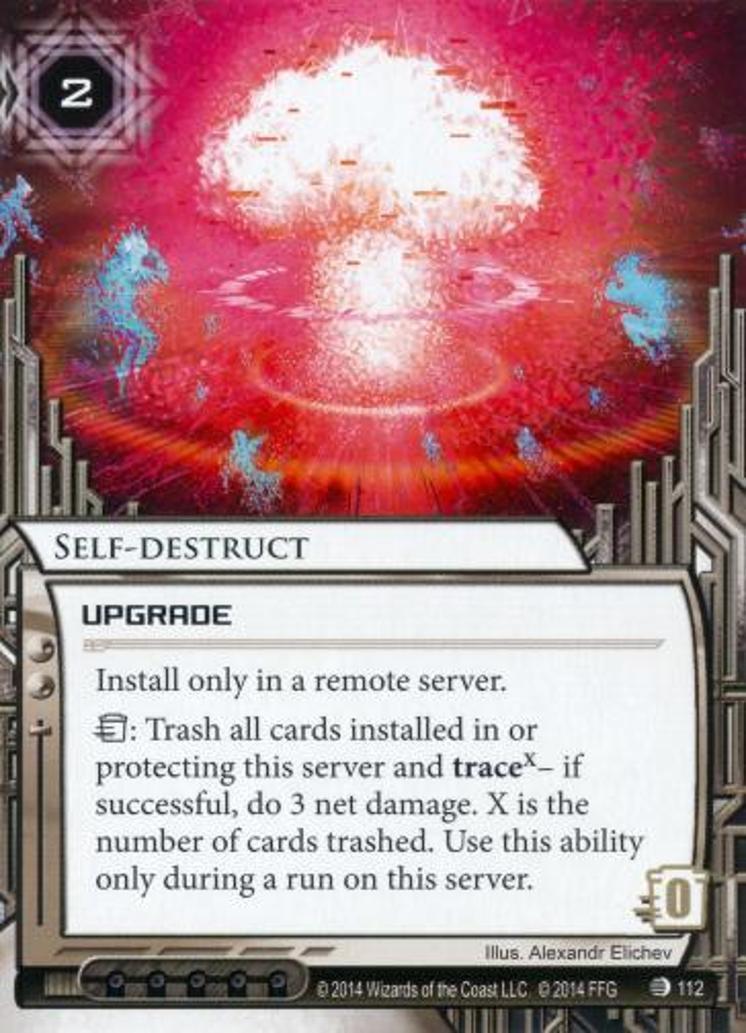 2
SELF-DESTRUCT
UPGRADE
Install only in a remote server.
: Trash all cards installed in or
protecting this server and traceX– if
successful, do 3 net damage. X is the
number of cards trashed. Use this ability
only during a run on this server.
0
Illus. Alexandr Elichev
© 2014 Wizards of the Coast LLC © 2014 FFG 112